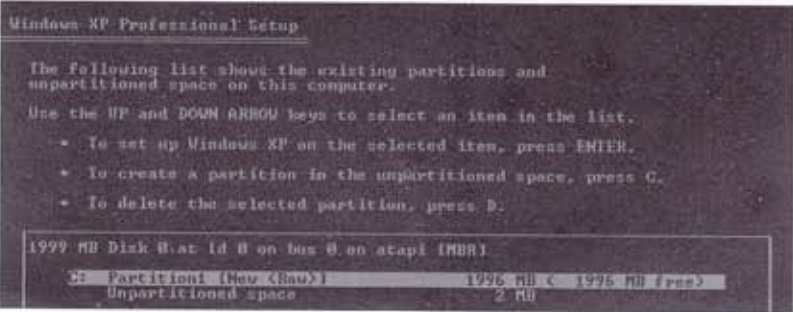 Windows XP Professional Setup
The following list shows the existing partitions and
unpartitioned space on this computer.
Use the UP and DOWN ARROW keys to select an item in the list.
• To set up Windows XP on the selected item, press ENTER.
• To create a partition in the unpartitioned space, press C.
• To delete the selected partition, press D.
1999 MB Disk 0 at Id 0 on bus 0 on atapi [MBR]
C: Partition1 [New (Raw)] 1996 MB ( 1996 MB free)
Unpartitioned space 2 MB